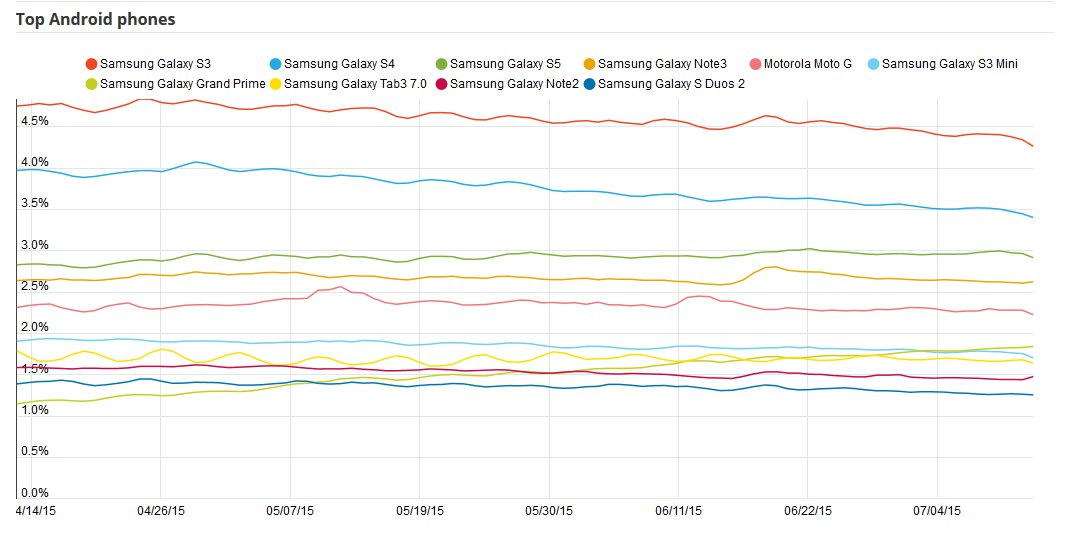 Top Android phones
Samsung Galaxy S3 Samsung Galaxy S4 Samsung Galaxy S5 Samsung Galaxy Note3 Motorola Moto G Samsung Galaxy S3 Mini
Samsung Galaxy Grand Prime Samsung Galaxy Tab3 7.0 Samsung Galaxy Note2 Samsung Galaxy S Duos 2
4.5%
4.0%
3.5%
3.0%
2.5%
2.0%
1.5%
1.0%
0.5%
0.0%
4/14/15 04/26/15 05/07/15 05/19/15 05/30/15 06/11/15 06/22/15 07/04/15